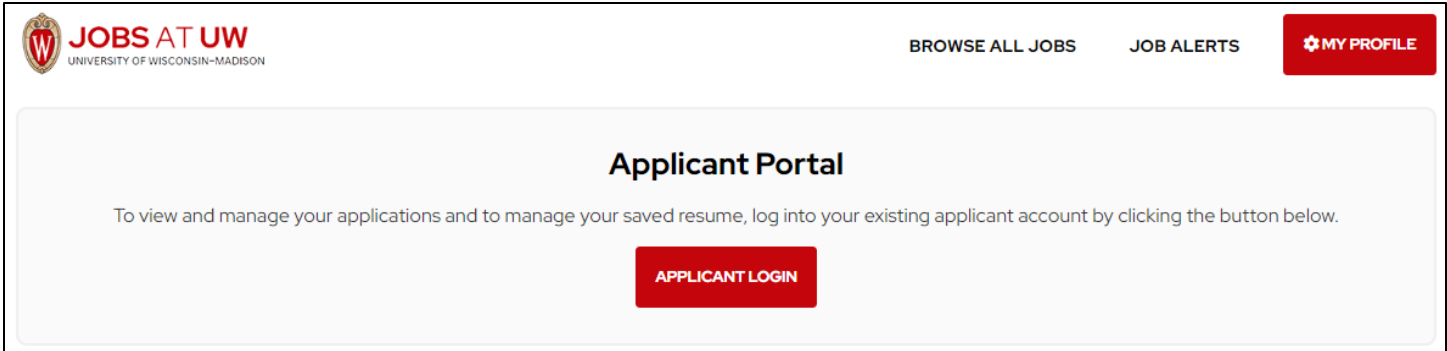 W
JOBS AT UW
UNIVERSITY OF WISCONSIN–MADISON
BROWSE ALL JOBS
JOB ALERTS
MY PROFILE
Applicant Portal
To view and manage your applications and to manage your saved resume, log into your existing applicant account by clicking the button below.
APPLICANT LOGIN